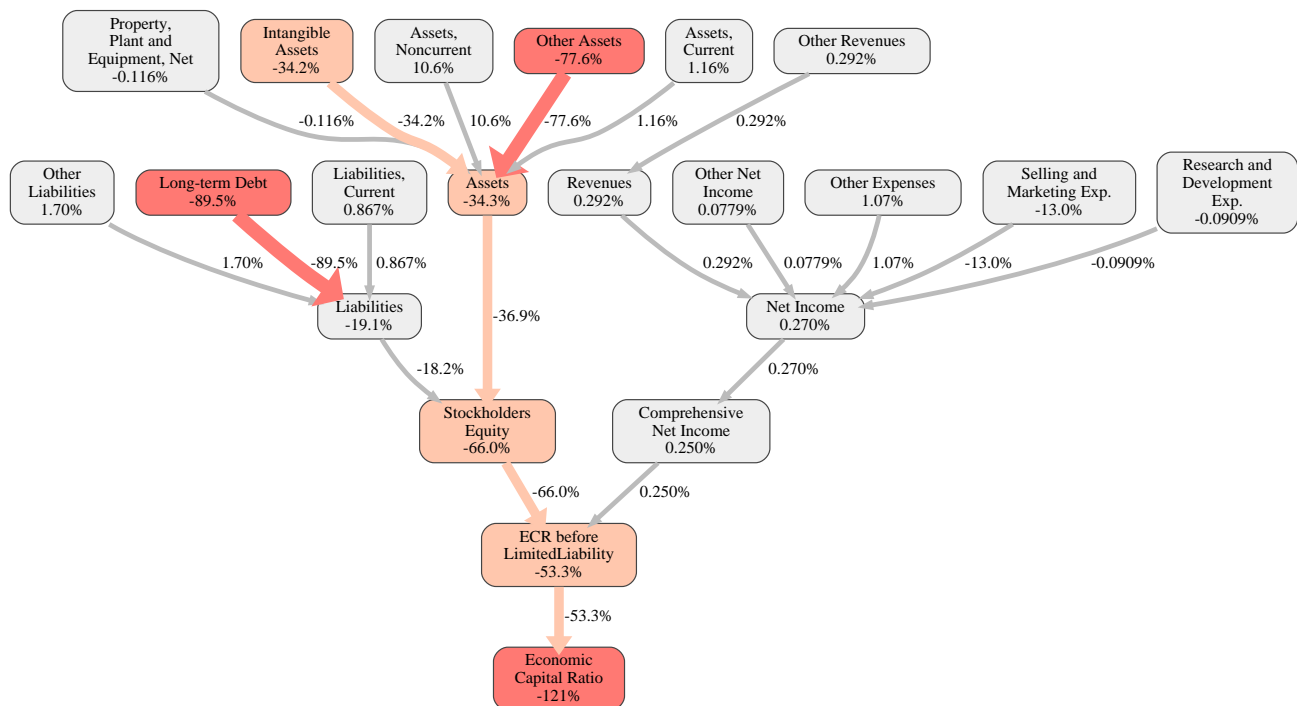 Property,
Plant and
Equipment, Net
-0.116%
Intangible
Assets
-34.2%
Assets,
Noncurrent
10.6%
Other Assets
-77.6%
Assets,
Current
1.16%
Other Revenues
0.292%
-0.116%
-34.2%
10.6%
-77.6%
1.16%
0.292%
Other
Liabilities
1.70%
Long-term Debt
-89.5%
Liabilities,
Current
0.867%
Assets
-34.3%
Revenues
0.292%
Other Net
Income
0.0779%
Other Expenses
1.07%
Selling and
Marketing Exp.
-13.0%
Research and
Development
Exp.
-0.0909%
1.70%
-89.5%
0.867%
-36.9%
0.292%
0.0779%
1.07%
-13.0%
-0.0909%
Liabilities
-19.1%
Net Income
0.270%
-18.2%
0.270%
Stockholders
Equity
-66.0%
Comprehensive
Net Income
0.250%
-66.0%
0.250%
ECR before
LimitedLiability
-53.3%
-53.3%
Economic
Capital Ratio
-121%